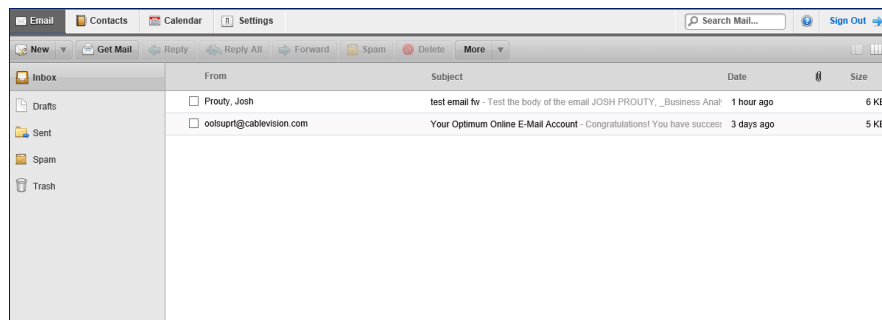 Email Contacts Calendar Settings Search Mail... Sign Out
New Get Mail Reply Reply All Forward Spam Delete More
Inbox From Subject Date Size
Prouty, Josh test email fw - Test the body of the email JOSH PROUTY, _Business Anal 1 hour ago 6 KB
Drafts
oolsuprt@cablevision.com Your Optimum Online E-Mail Account - Congratulations! You have success 3 days ago 5 KB
Sent
Spam
Trash